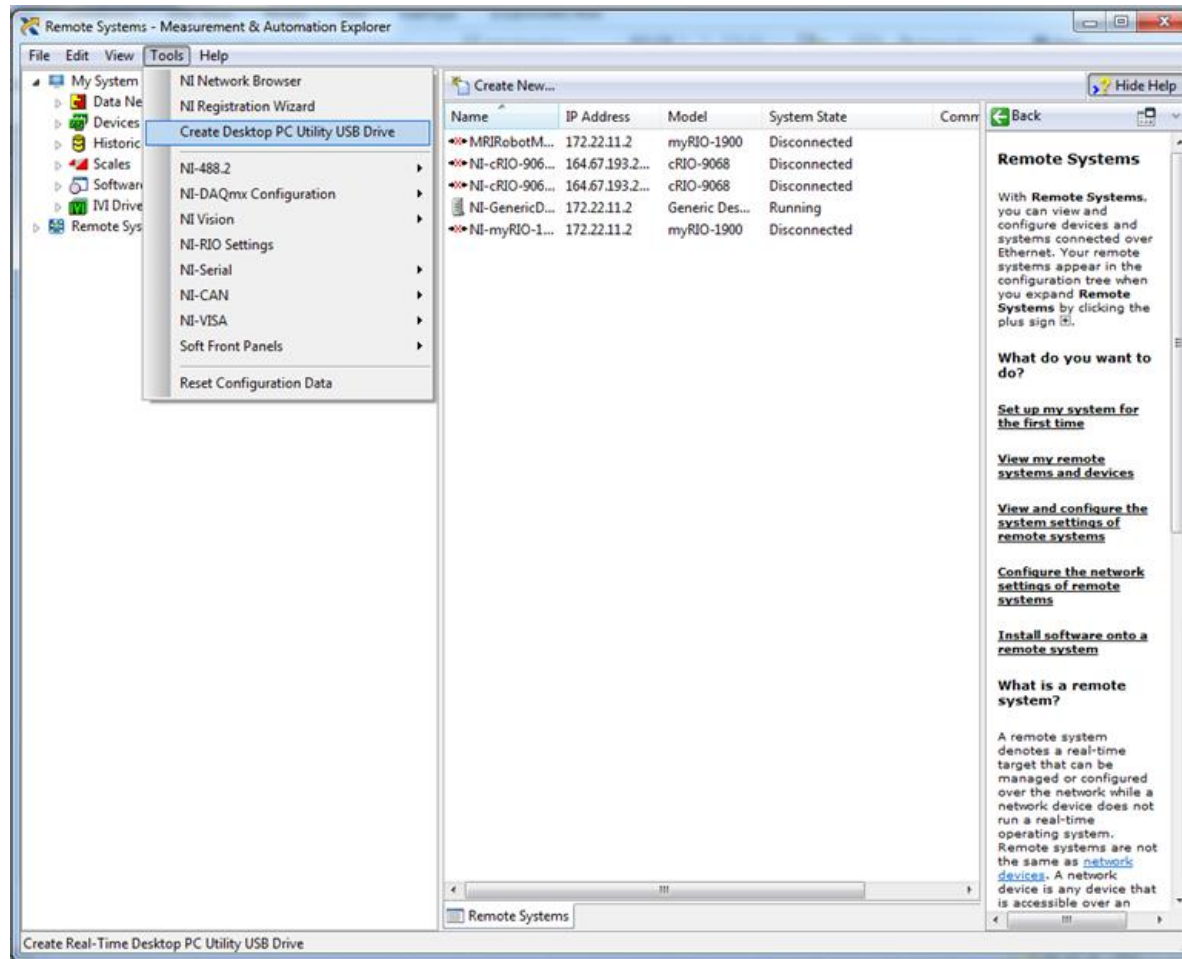 Remote Systems - Measurement & Automation Explorer
File Edit View Tools Help
My System
Data Ne
Devices
Historic
Scales
Softwar
IVI Drive
Remote Sys
NI Network Browser
NI Registration Wizard
Create Desktop PC Utility USB Drive
NI-488.2
NI-DAQmx Configuration
NI Vision
NI-RIO Settings
NI-Serial
NI-CAN
NI-VISA
Soft Front Panels
Reset Configuration Data
Create New...
Name IP Address Model System State Comm
MRIRobotM... 172.22.11.2 myRIO-1900 Disconnected
NI-cRIO-906... 164.67.193.2... cRIO-9068 Disconnected
NI-cRIO-906... 164.67.193.2... cRIO-9068 Disconnected
NI-GenericD... 172.22.11.2 Generic Des... Running
NI-myRIO-1... 172.22.11.2 myRIO-1900 Disconnected
Remote Systems
Hide Help
Back
Remote Systems
With Remote Systems,
you can view and
configure devices and
systems connected over
Ethernet. Your remote
systems appear in the
configuration tree when
you expand Remote
Systems by clicking the
plus sign +.
What do you want to
do?
Set up my system for
the first time
View my remote
systems and devices
View and configure the
system settings of
remote systems
Configure the network
settings of remote
systems
Install software onto a
remote system
What is a remote
system?
A remote system
denotes a real-time
target that can be
managed or configured
over the network while a
network device does not
run a real-time
operating system.
Remote systems are not
the same as network
devices. A network
device is any device that
is accessible over an
Create Real-Time Desktop PC Utility USB Drive